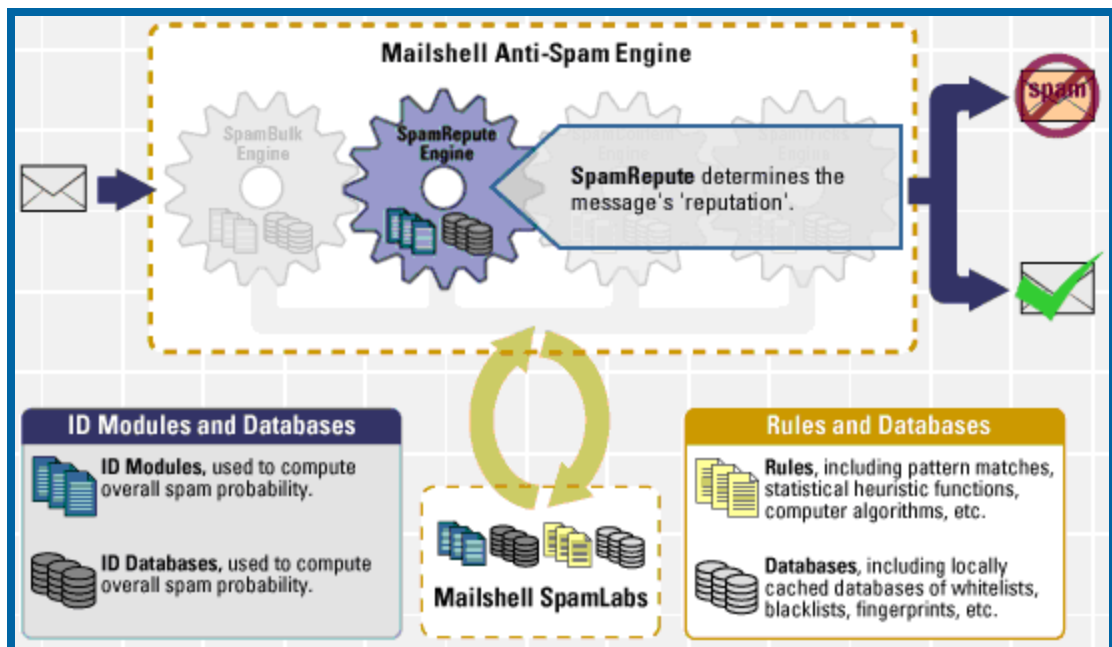 Mailshell Anti-Spam Engine
SpamBulk
Engine
SpamRepute
Engine
SpamRepute determines the
message's 'reputation'.
spam
ID Modules and Databases
ID Modules, used to compute
overall spam probability.
ID Databases, used to compute
overall spam probability.
Mailshell SpamLabs
Rules and Databases
Rules, including pattern matches,
statistical heuristic functions,
computer algorithms, etc.
Databases, including locally
cached databases of whitelists,
blacklists, fingerprints, etc.